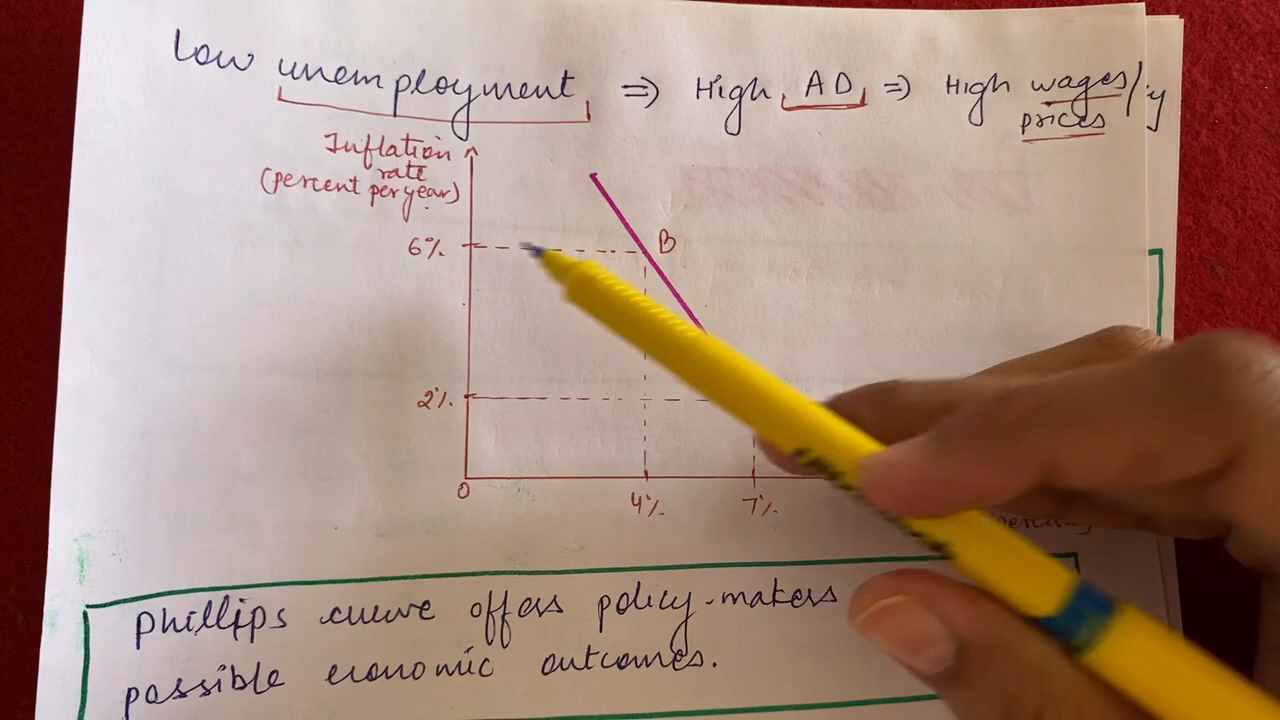 Low unemployment ⇒ High AD ⇒ High wages/
prices
Inflation
rate
(percent per year)
6%
B
2%
0
4%
7%
Phillips curve offers policy-makers
possible economic outcomes.